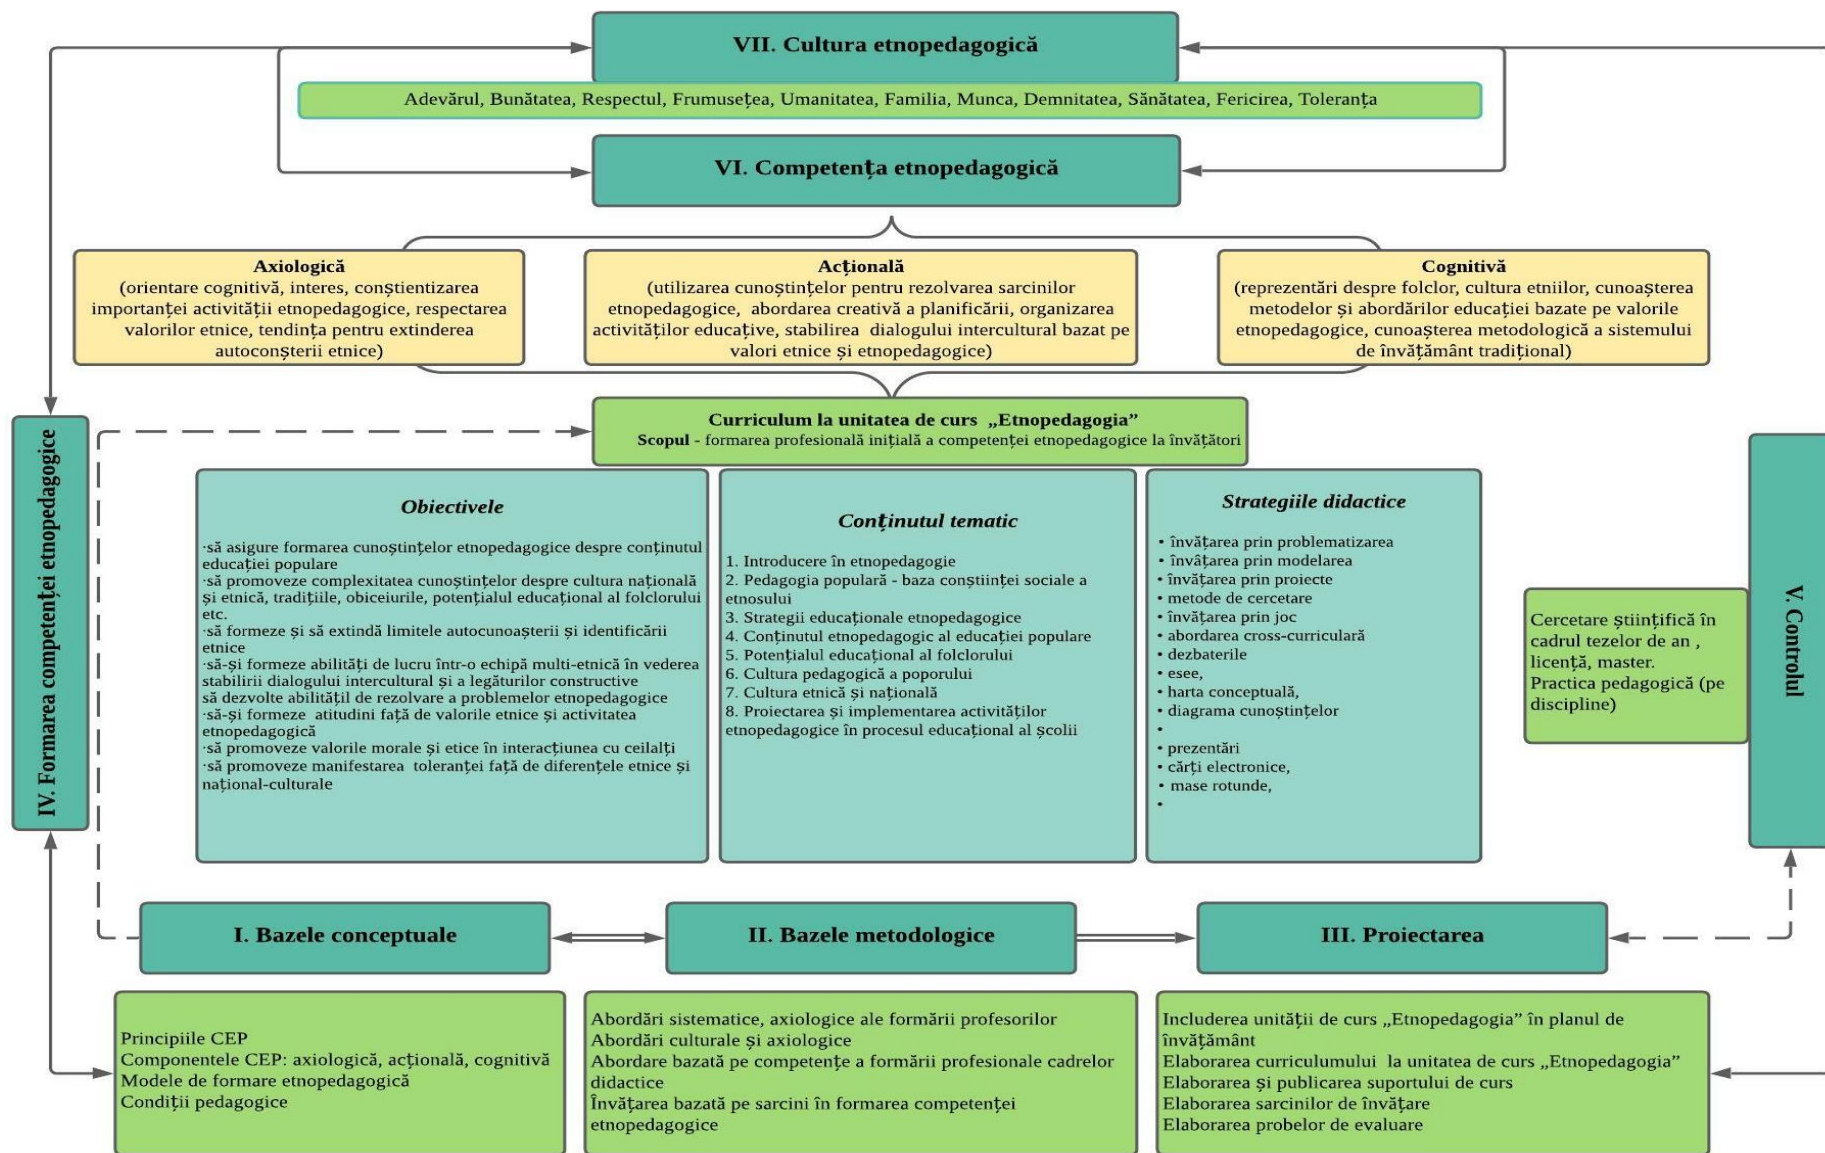 VII. Cultura etnopedagogică
Adevărul, Bunătatea, Respectul, Frumusețea, Umanitatea, Familia, Munca, Demnitatea, Sănătatea, Fericirea, Toleranța
VI. Competența etnopedagogică
Axiologică
(orientare cognitivă, interes, conștientizarea
importanței activității etnopedagogice, respectarea
valorilor etnice, tendința pentru extinderea
autoconșterii etnice)
Acțională
(utilizarea cunoștințelor pentru rezolvarea sarcinilor
etnopedagogice, abordarea creativă a planificării, organizarea
activităților educative, stabilirea dialogului intercultural bazat pe
valori etnice și etnopedagogice)
Cognitivă
(reprezentări despre folclor, cultura etniilor, cunoașterea
metodelor și abordărilor educației bazate pe valorile
etnopedagogice, cunoașterea metodologică a sistemului
de învățământ tradițional)
Curriculum la unitatea de curs „Etnopedagogia”
Scopul - formarea profesională inițială a competenței etnopedagogice la învățători
IV. Formarea competenței etnopedagogice
Obiectivele
·să asigure formarea cunoștințelor etnopedagogice despre conținutul
educației populare
·să promoveze complexitatea cunoștințelor despre cultura națională
și etnică, tradițiile, obiceiurile, potențialul educațional al folclorului
etc.
·să formeze și să extindă limitele autocunoașterii și identificării
etnice
·să-și formeze abilități de lucru într-o echipă multi-etnică în vederea
stabilirii dialogului intercultural și a legăturilor constructive
să dezvolte abilitățil de rezolvare a problemelor etnopedagogice
·să-și formeze atitudini față de valorile etnice și activitatea
etnopedagogică
·să promoveze valorile morale și etice în interacțiunea cu ceilalți
·să promoveze manifestarea toleranței față de diferențele etnice și
național-culturale
Conținutul tematic
1. Introducere în etnopedagogie
2. Pedagogia populară - baza conștiinței sociale a
etnosului
3. Strategii educaționale etnopedagogice
4. Conținutul etnopedagogic al educației populare
5. Potențialul educațional al folclorului
6. Cultura pedagogică a poporului
7. Cultura etnică și națională
8. Proiectarea și implementarea activităților
etnopedagogice în procesul educațional al școlii
Strategiile didactice
• învățarea prin problematizarea
• învâțarea prin modelarea
• învățarea prin proiecte
• metode de cercetare
• învățarea prin joc
• abordarea cross-curriculară
• dezbaterile
• esee,
• harta conceptuală,
• diagrama cunoștințelor
•
• prezentări
• cărți electronice,
• mase rotunde,
•
Cercetare științifică în
cadrul tezelor de an ,
licență, master.
Practica pedagogică (pe
discipline)
V. Controlul
I. Bazele conceptuale
II. Bazele metodologice
III. Proiectarea
Principiile CEP
Componentele CEP: axiologică, acțională, cognitivă
Modele de formare etnopedagogică
Condiții pedagogice
Abordări sistematice, axiologice ale formării profesorilor
Abordări culturale și axiologice
Abordare bazată pe competențe a formării profesionale cadrelor
didactice
Învățarea bazată pe sarcini în formarea competenței
etnopedagogice
Includerea unității de curs „Etnopedagogia” în planul de
învățământ
Elaborarea curriculumului la unitatea de curs „Etnopedagogia”
Elaborarea și publicarea suportului de curs
Elaborarea sarcinilor de învățare
Elaborarea probelor de evaluare